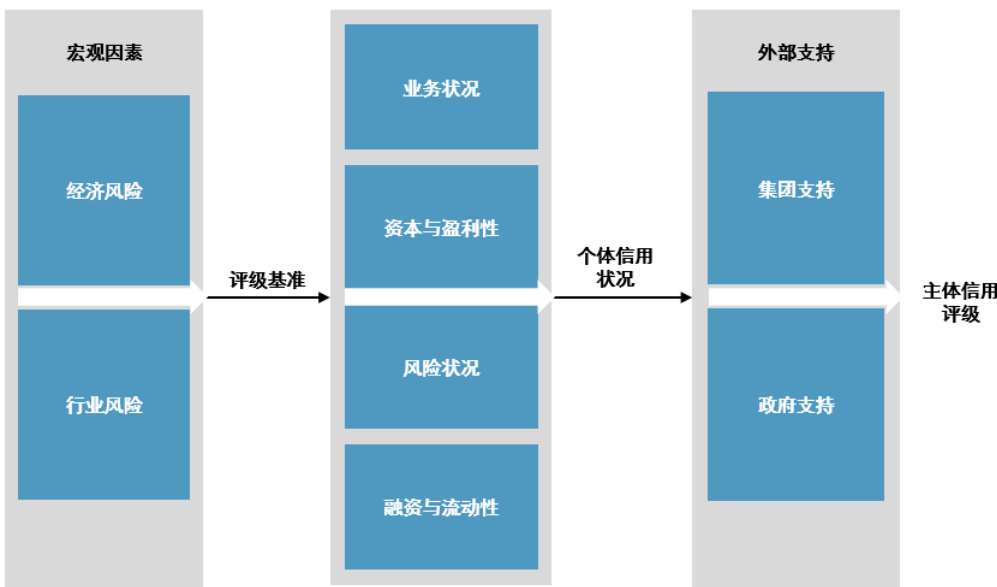 宏观因素
经济风险
行业风险
评级基准
业务状况
资本与盈利性
风险状况
融资与流动性
个体信用
状况
外部支持
集团支持
政府支持
主体信用
评级